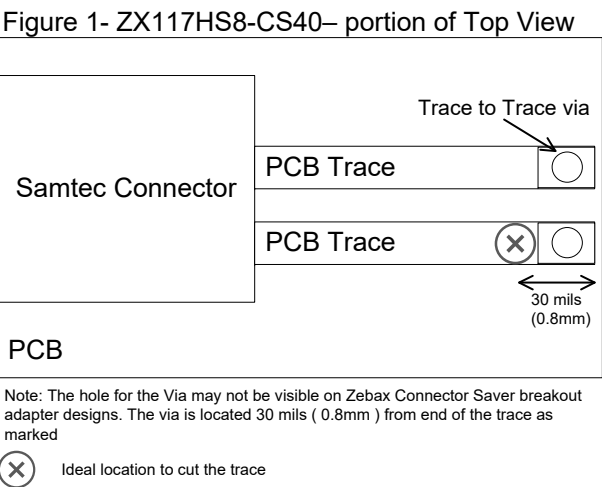 Figure 1- ZX117HS8-CS40– portion of Top View
Trace to Trace via
PCB Trace
Samtec Connector
PCB Trace
30 mils
(0.8mm)
PCB
Note: The hole for the Via may not be visible on Zebax Connector Saver breakout
adapter designs. The via is located 30 mils ( 0.8mm ) from end of the trace as
marked
Ideal location to cut the trace